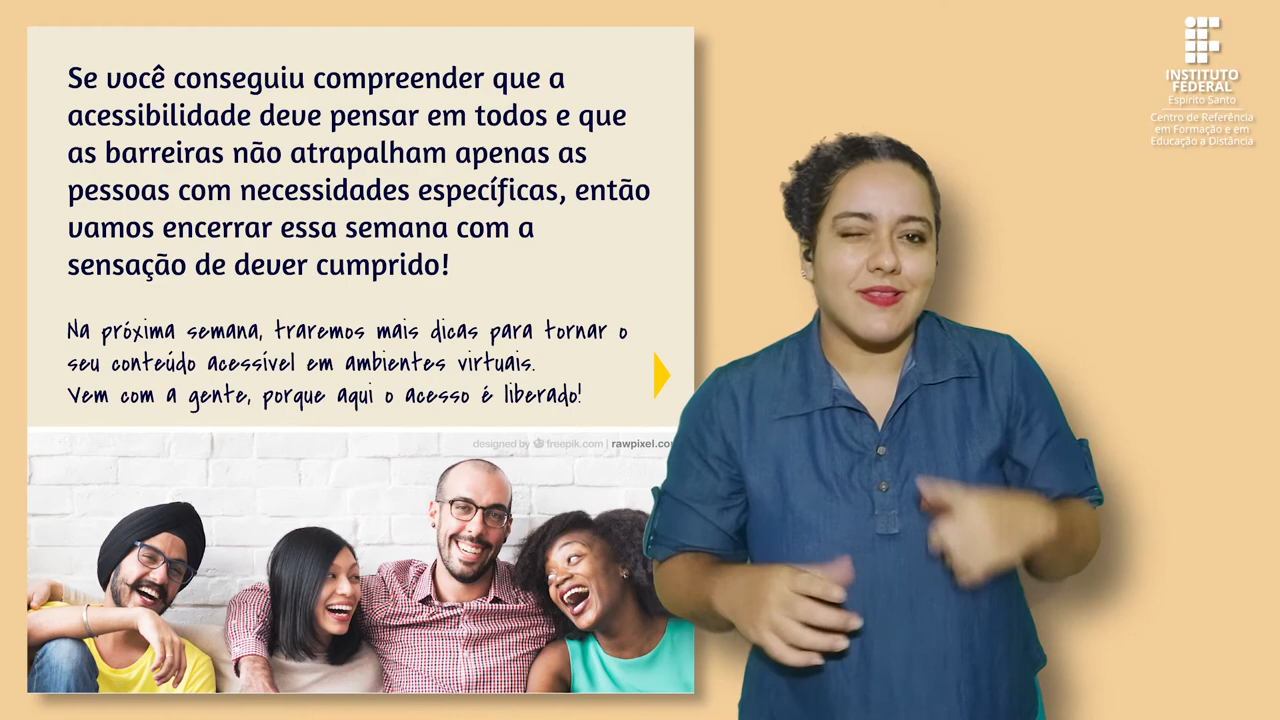 Se você conseguiu compreender que a
acessibilidade deve pensar em todos e que
as barreiras não atrapalham apenas as
pessoas com necessidades específicas, então
vamos encerrar essa semana com a
sensação de dever cumprido!
Na próxima semana, traremos mais dicas para tornar o
seu conteúdo acessível em ambientes virtuais.
Vem com a gente, porque aqui o acesso é liberado!
designed by freepik.com | rawpixel.com
INSTITUTO
FEDERAL
Espírito Santo
Centro de Referência
em Formação e em
Educação a Distância